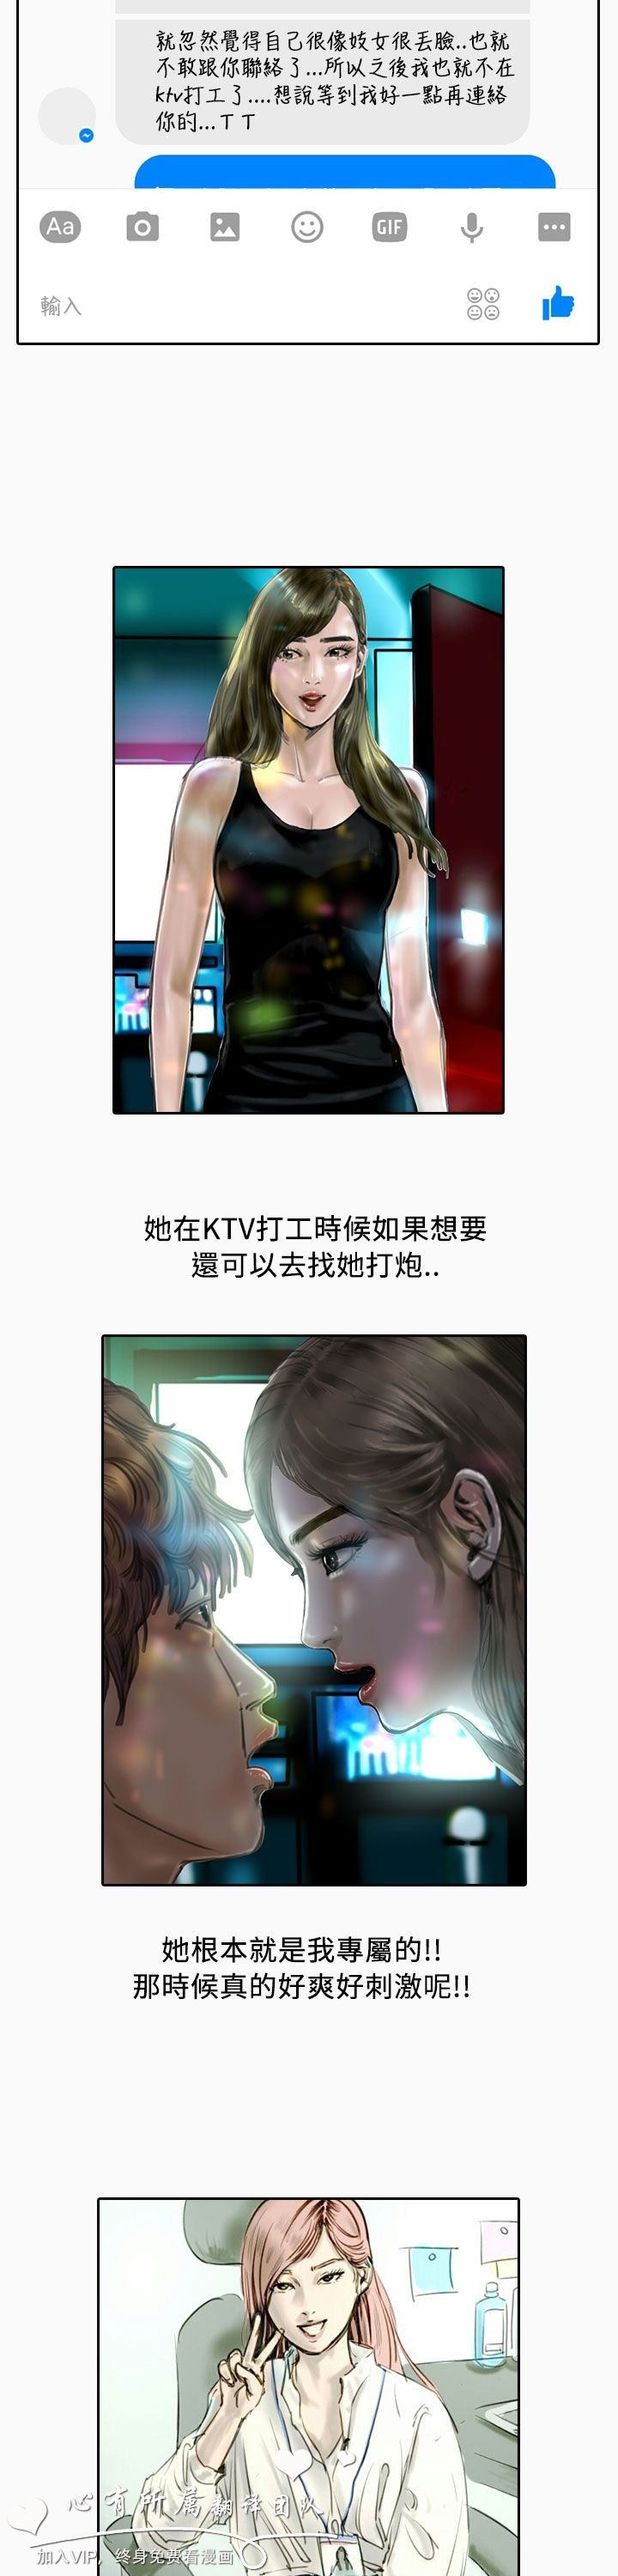 就忽然覺得自己很像妓女很丟臉..也就
不敢跟你聯絡了...所以之後我也就不在
ktv打工了....想說等到我好一點再連絡
你的...ㄒㄒ
Aa
GIF
輸入
她在KTV打工時候如果想要
還可以去找她打炮..
她根本就是我專屬的!!
那時候真的好爽好刺激呢!!
心有所属翻译团队
加入VIP，终身免费看漫画